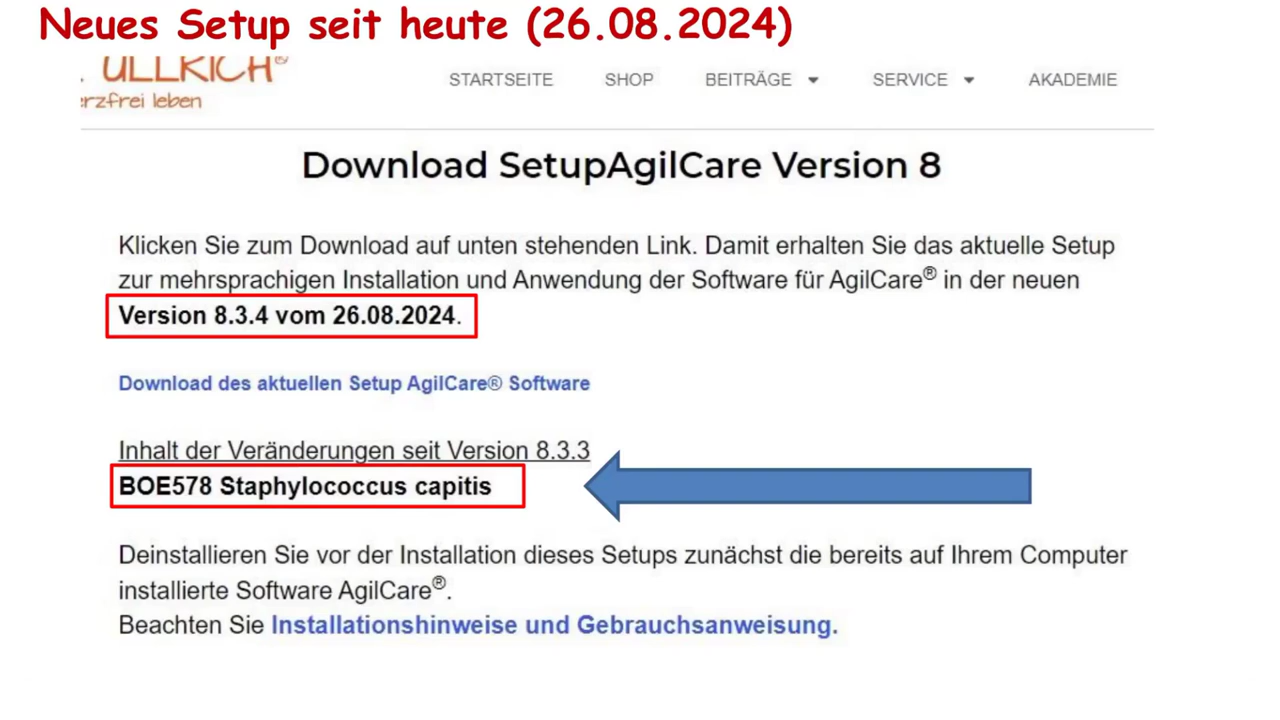 Neues Setup seit heute (26.08.2024)
ULLKICH®
rzfrei leben
STARTSEITE SHOP BEITRÄGE SERVICE AKADEMIE
Download SetupAgilCare Version 8
Klicken Sie zum Download auf unten stehenden Link. Damit erhalten Sie das aktuelle Setup
zur mehrsprachigen Installation und Anwendung der Software für AgilCare® in der neuen
Version 8.3.4 vom 26.08.2024.
Download des aktuellen Setup AgilCare® Software
Inhalt der Veränderungen seit Version 8.3.3
BOE578 Staphylococcus capitis
Deinstallieren Sie vor der Installation dieses Setups zunächst die bereits auf Ihrem Computer
installierte Software AgilCare®.
Beachten Sie Installationshinweise und Gebrauchsanweisung.